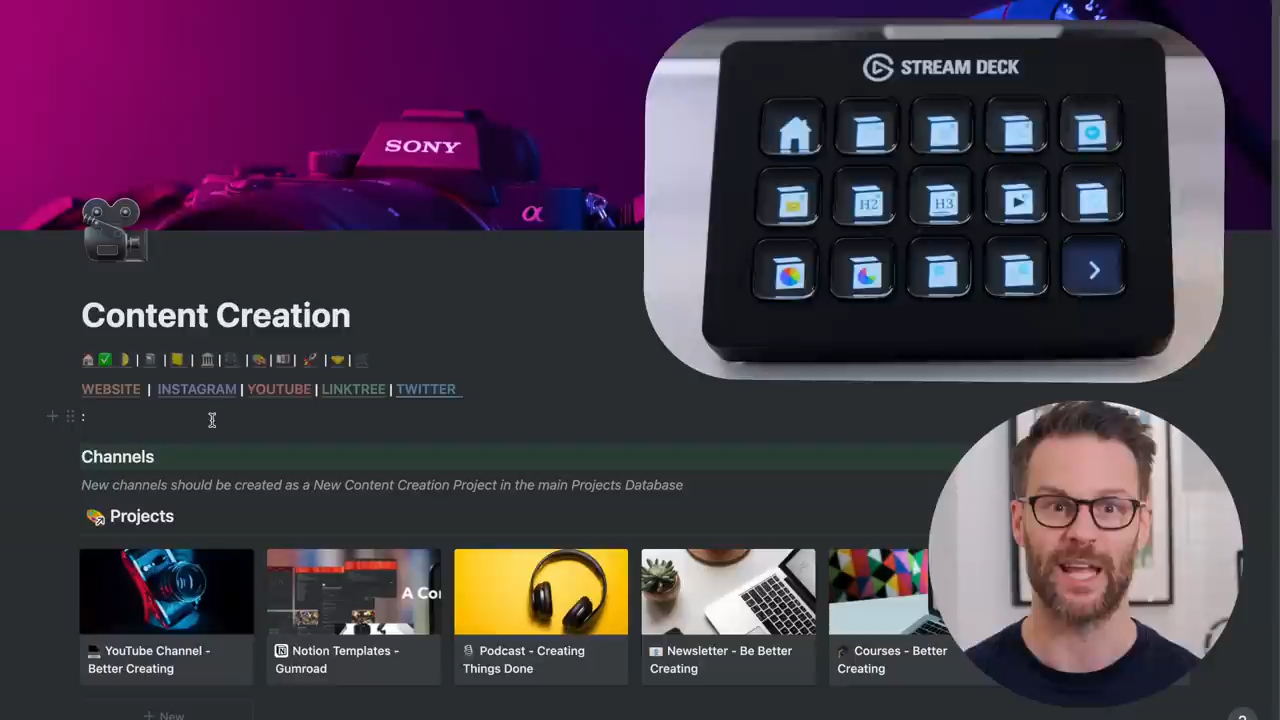 SONY
α
STREAM DECK
H2
H3
Content Creation
| | | | | | |
WEBSITE | INSTAGRAM | YOUTUBE | LINKTREE | TWITTER
:
Channels
New channels should be created as a New Content Creation Project in the main Projects Database
Projects
A Co
YouTube Channel -
Better Creating
Notion Templates -
Gumroad
Podcast - Creating
Things Done
Newsletter - Be Better
Creating
Courses - Better
Creating
+ New